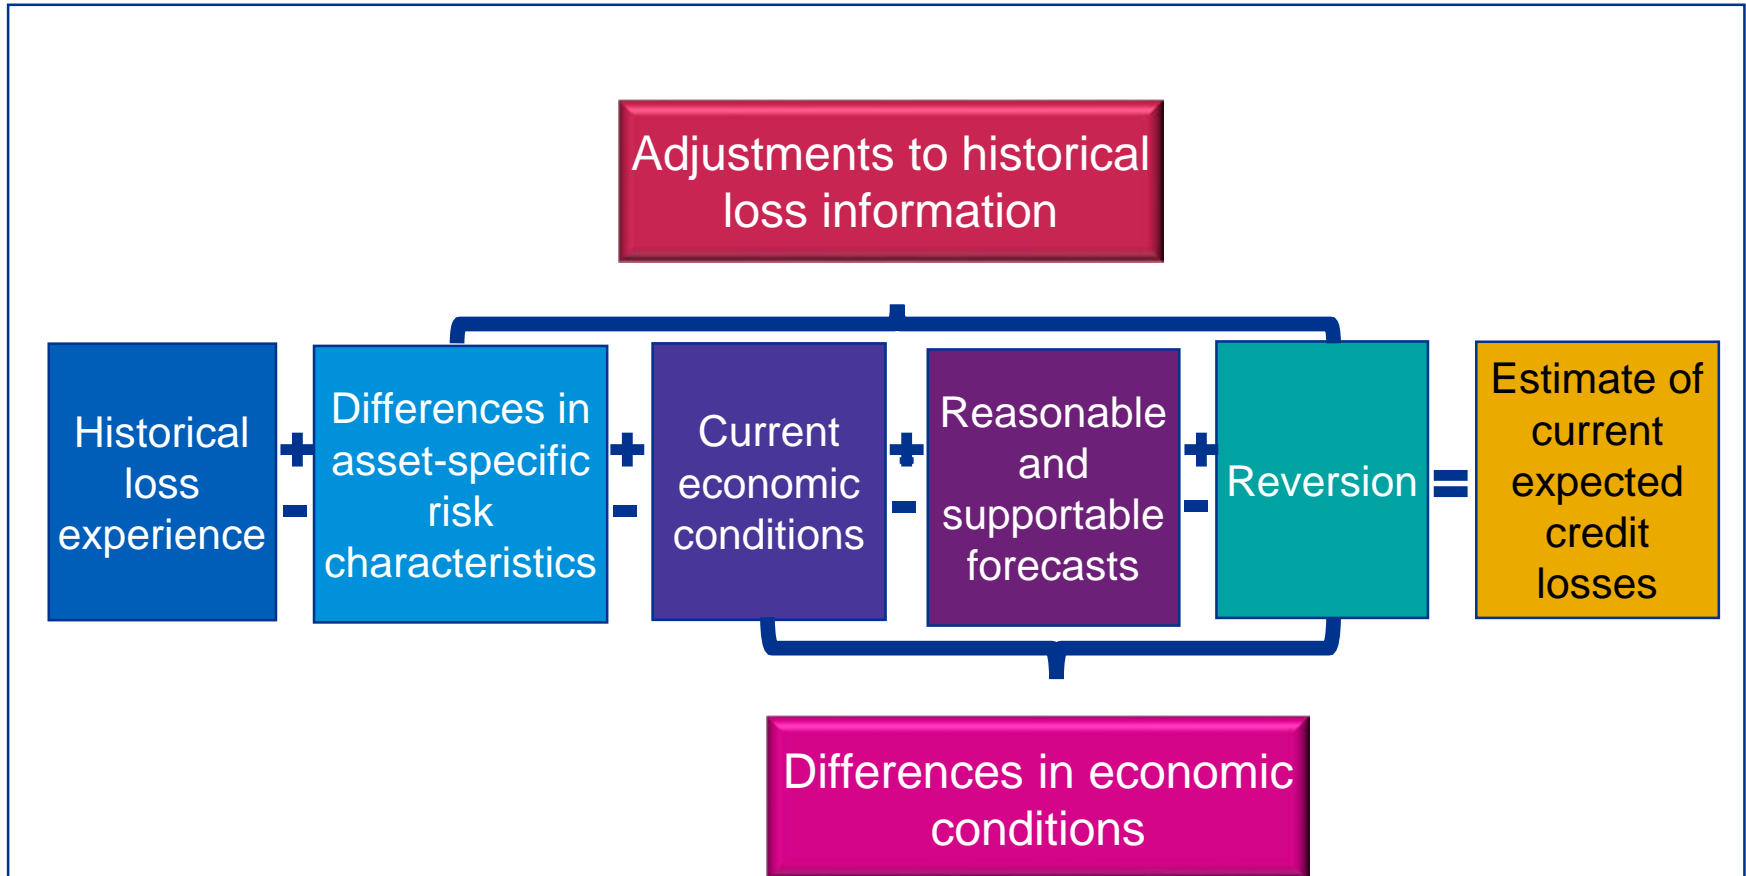 Adjustments to historical
loss information
Historical
loss
experience
+
-
Differences in
asset-specific
risk
characteristics
+
-
Current
economic
conditions
+
-
Reasonable
and
supportable
forecasts
+
-
Reversion
=
Estimate of
current
expected
credit
losses
Differences in economic
conditions